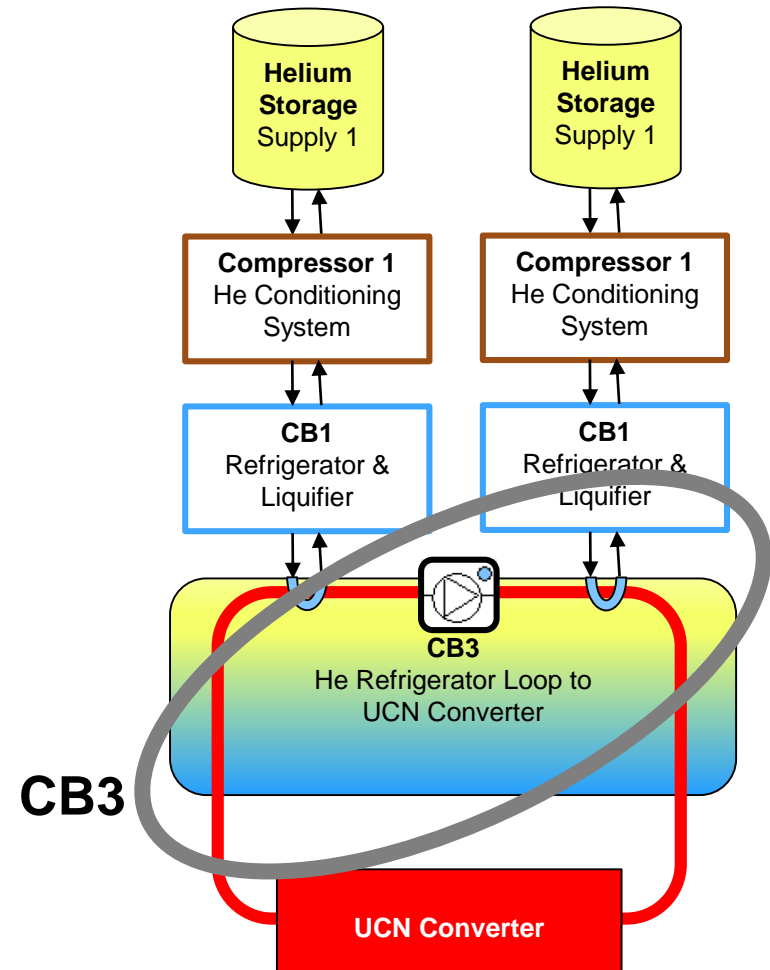 Helium
Storage
Supply 1
Helium
Storage
Supply 1
Compressor 1
He Conditioning
System
Compressor 1
He Conditioning
System
CB1
Refrigerator &
Liquifier
CB1
Refrigerator &
Liquifier
CB3
He Refrigerator Loop to
UCN Converter
CB3
UCN Converter